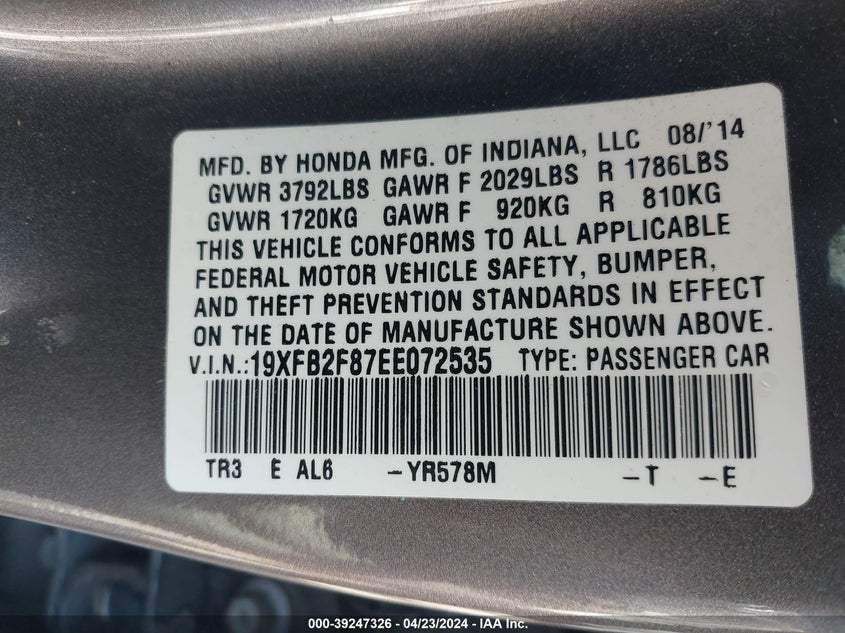 MFD. BY HONDA MFG. OF INDIANA, LLC 08/'14
GVWR 3792LBS GAWR F 2029LBS R 1786LBS
GVWR 1720KG GAWR F 920KG R 810KG
THIS VEHICLE CONFORMS TO ALL APPLICABLE
FEDERAL MOTOR VEHICLE SAFETY, BUMPER,
AND THEFT PREVENTION STANDARDS IN EFFECT
ON THE DATE OF MANUFACTURE SHOWN ABOVE.
V.I.N.:19XFB2F87EE072535 TYPE: PASSENGER CAR
TR3 E AL6 -YR578M -T -E
000-39247326 - 04/23/2024 - IAA Inc.